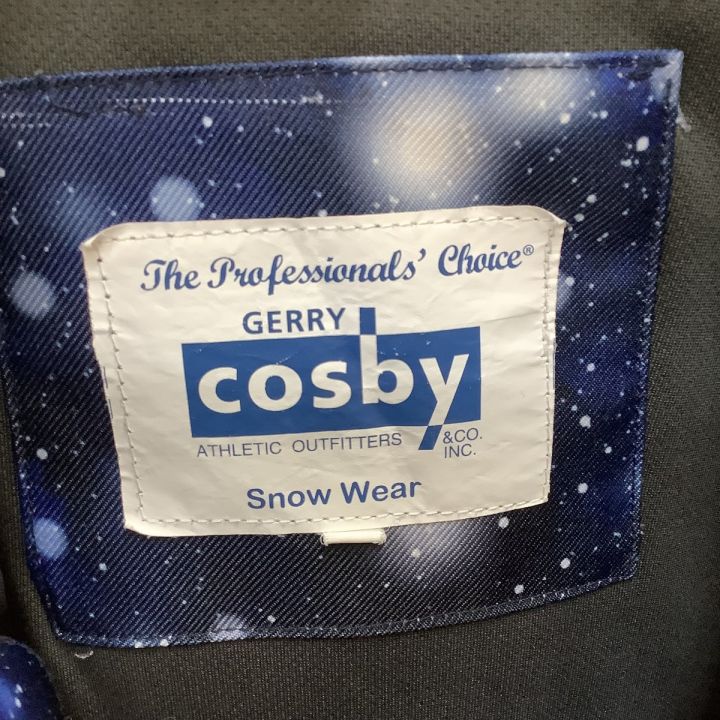 The Professionals' Choice®
GERRY
cosby
ATHLETIC OUTFITTERS &CO. INC.
Snow Wear